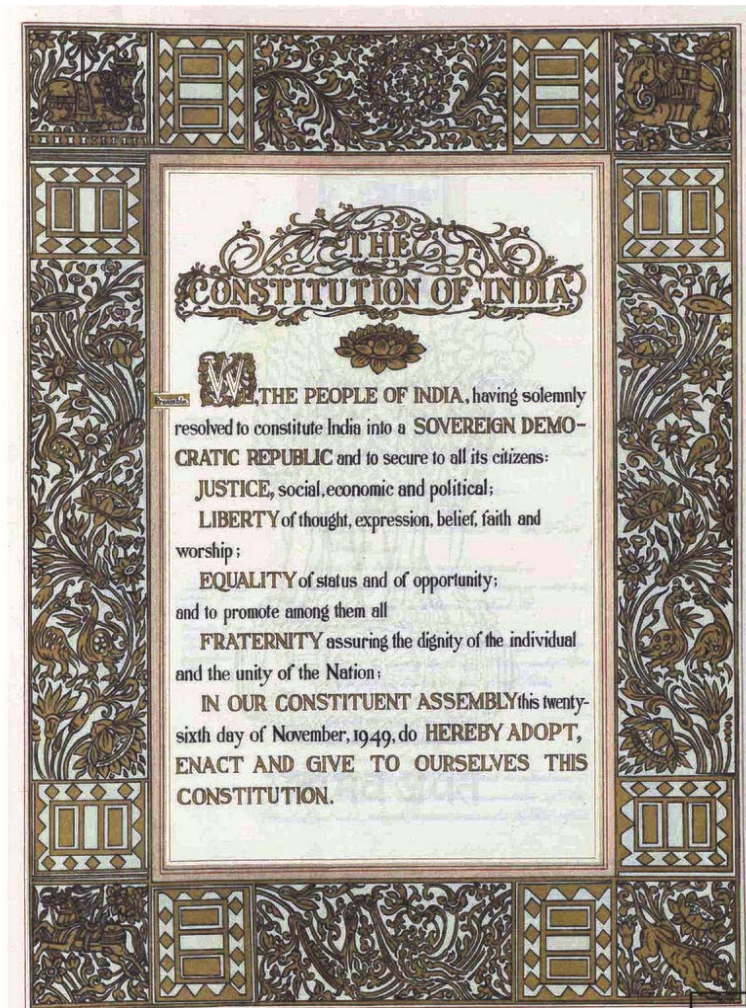 THE
CONSTITUTION OF INDIA
WE, THE PEOPLE OF INDIA, having solemnly
resolved to constitute India into a SOVEREIGN DEMO-
CRATIC REPUBLIC and to secure to all its citizens:
JUSTICE, social, economic and political;
LIBERTY of thought, expression, belief, faith and
worship;
EQUALITY of status and of opportunity;
and to promote among them all
FRATERNITY assuring the dignity of the individual
and the unity of the Nation;
IN OUR CONSTITUENT ASSEMBLY this twenty-
sixth day of November, 1949, do HEREBY ADOPT,
ENACT AND GIVE TO OURSELVES THIS
CONSTITUTION.